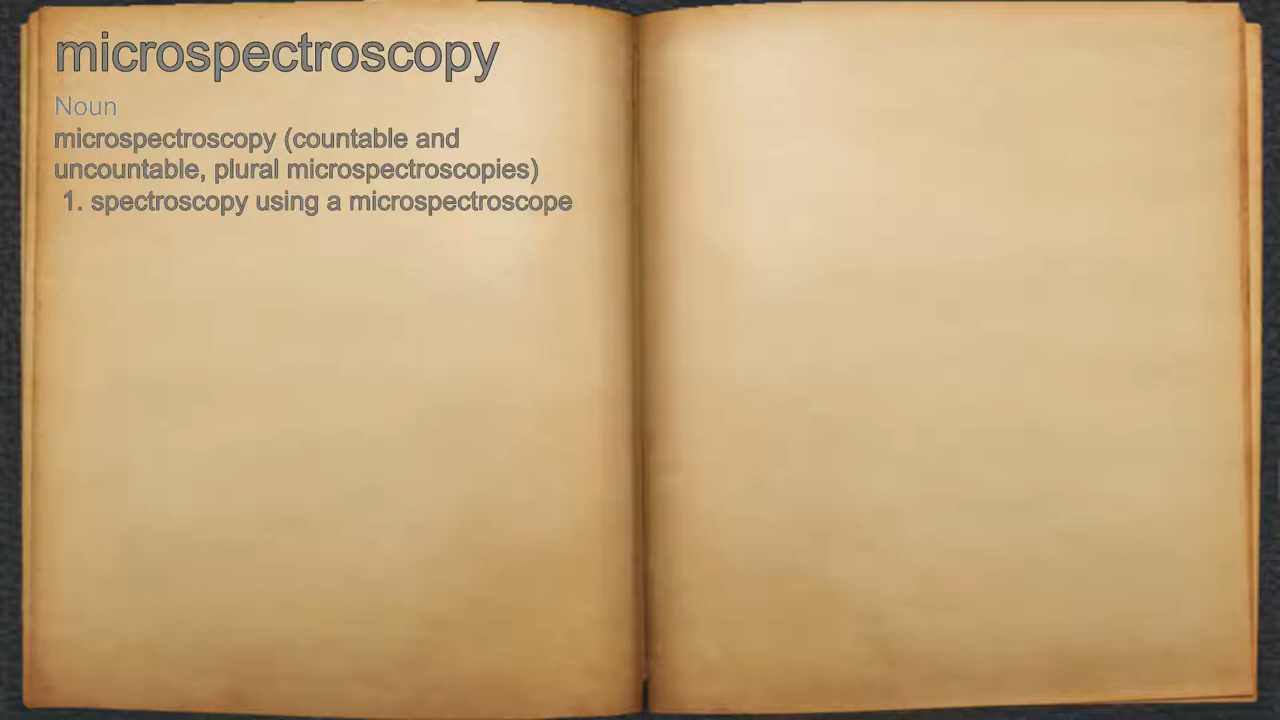 microspectroscopy
Noun
microspectroscopy (countable and
uncountable, plural microspectroscopies)
1. spectroscopy using a microspectroscope